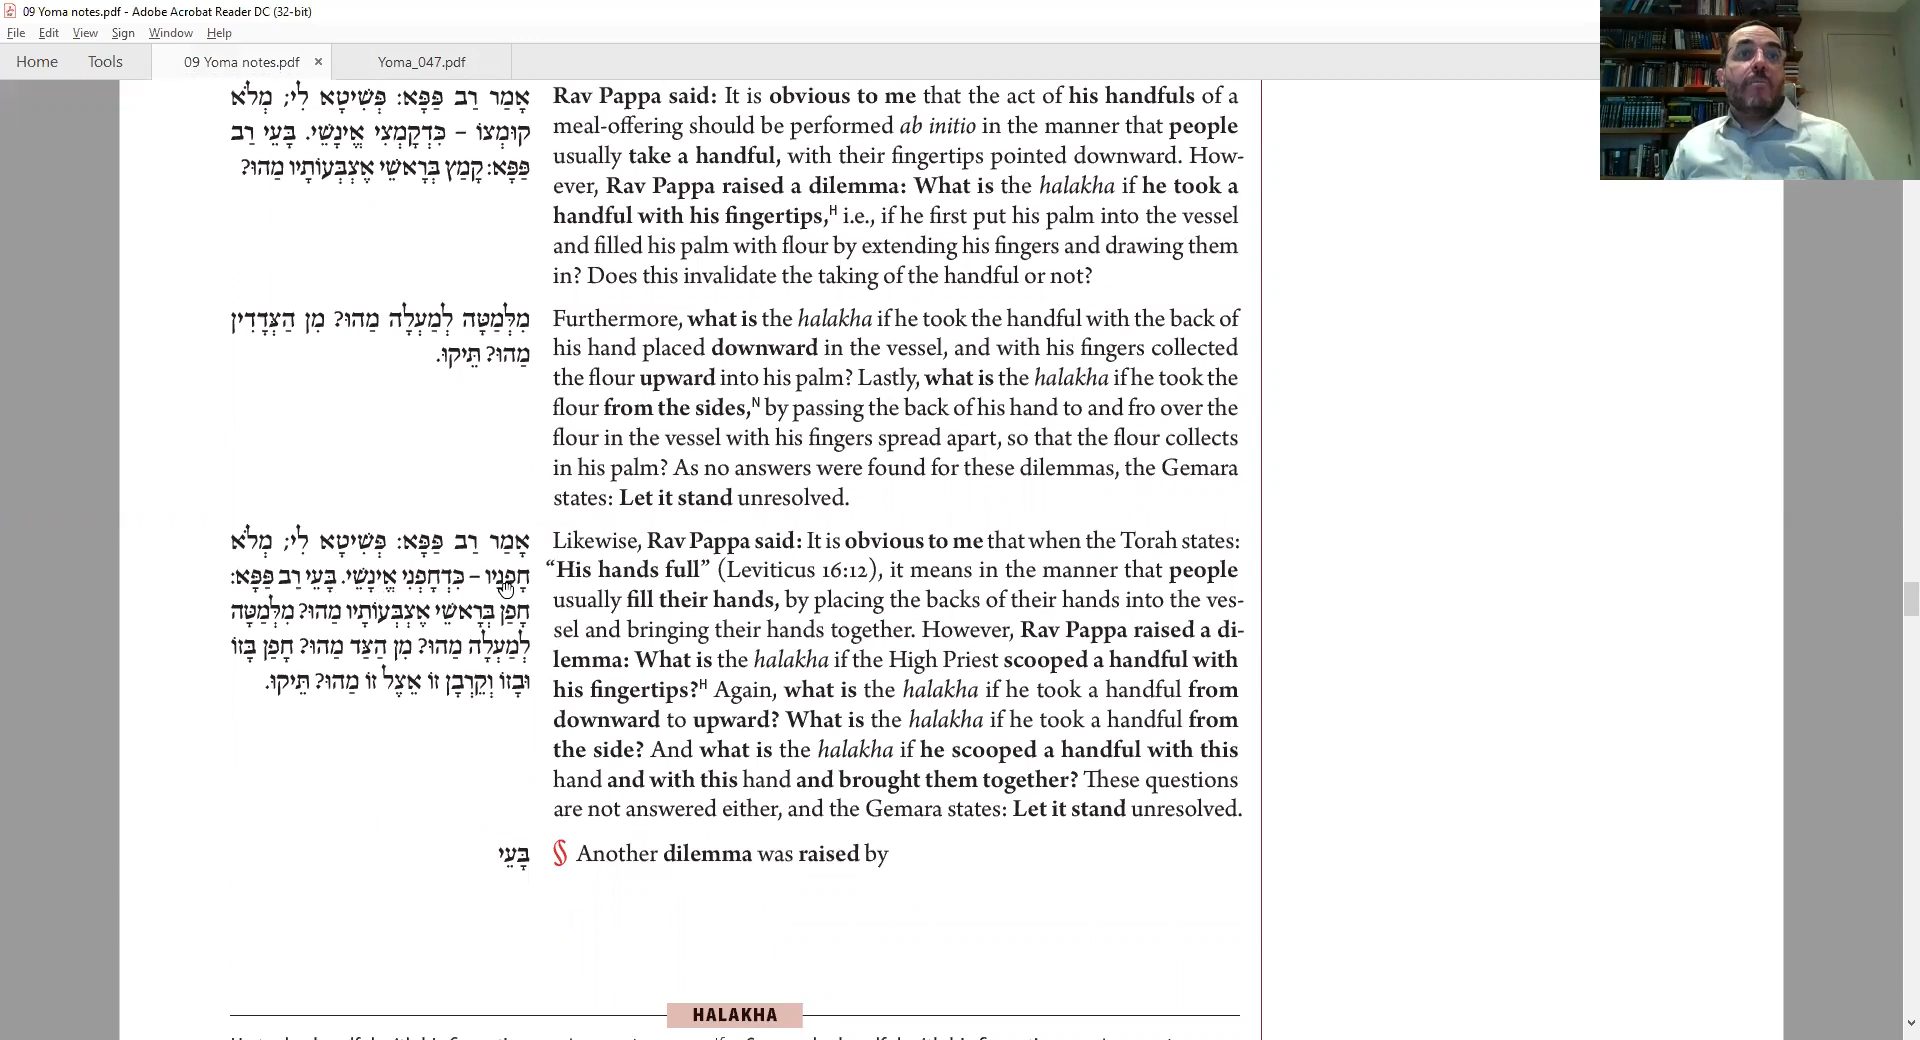 09 Yoma notes.pdf - Adobe Acrobat Reader DC (32-bit)
File Edit View Sign Window Help
Home Tools 09 Yoma notes.pdf × Yoma_047.pdf
אָמַר רַב פַּפָּא: פְּשִׁיטָא לִי; מְלֹא
קוּמְצוֹ – כִּדְקָמְצִי אֱינָשֵׁי. בָּעֵי רַב
פַּפָּא: קָמַץ בְּרָאשֵׁי אֶצְבְּעוֹתָיו מַהוּ?
Rav Pappa said: It is obvious to me that the act of his handfuls of a
meal-offering should be performed ab initio in the manner that people
usually take a handful, with their fingertips pointed downward. How-
ever, Rav Pappa raised a dilemma: What is the halakha if he took a
handful with his fingertips,H i.e., if he first put his palm into the vessel
and filled his palm with flour by extending his fingers and drawing them
in? Does this invalidate the taking of the handful or not?
מִלְּמַטָּה לְמַעְלָה מַהוּ? מִן הַצְּדָדִין
מַהוּ? תֵּיקוּ.
Furthermore, what is the halakha if he took the handful with the back of
his hand placed downward in the vessel, and with his fingers collected
the flour upward into his palm? Lastly, what is the halakha if he took the
flour from the sides,N by passing the back of his hand to and fro over the
flour in the vessel with his fingers spread apart, so that the flour collects
in his palm? As no answers were found for these dilemmas, the Gemara
states: Let it stand unresolved.
אָמַר רַב פַּפָּא: פְּשִׁיטָא לִי; מְלֹא
חׇפְנָיו – כִּדְחָפְנִי אֱינָשֵׁי. בָּעֵי רַב פַּפָּא:
חָפַן בְּרָאשֵׁי אֶצְבְּעוֹתָיו מַהוּ? מִלְּמַטָּה
לְמַעְלָה מַהוּ? מִן הַצַּד מַהוּ? חָפַן בָּזוֹ
וּבָזוֹ וְקֵרְבָן זוֹ אֵצֶל זוֹ מַהוּ? תֵּיקוּ.
Likewise, Rav Pappa said: It is obvious to me that when the Torah states:
“His hands full” (Leviticus 16:12), it means in the manner that people
usually fill their hands, by placing the backs of their hands into the ves-
sel and bringing their hands together. However, Rav Pappa raised a di-
lemma: What is the halakha if the High Priest scooped a handful with
his fingertips?H Again, what is the halakha if he took a handful from
downward to upward? What is the halakha if he took a handful from
the side? And what is the halakha if he scooped a handful with this
hand and with this hand and brought them together? These questions
are not answered either, and the Gemara states: Let it stand unresolved.
בָּעֵי
§ Another dilemma was raised by
HALAKHA